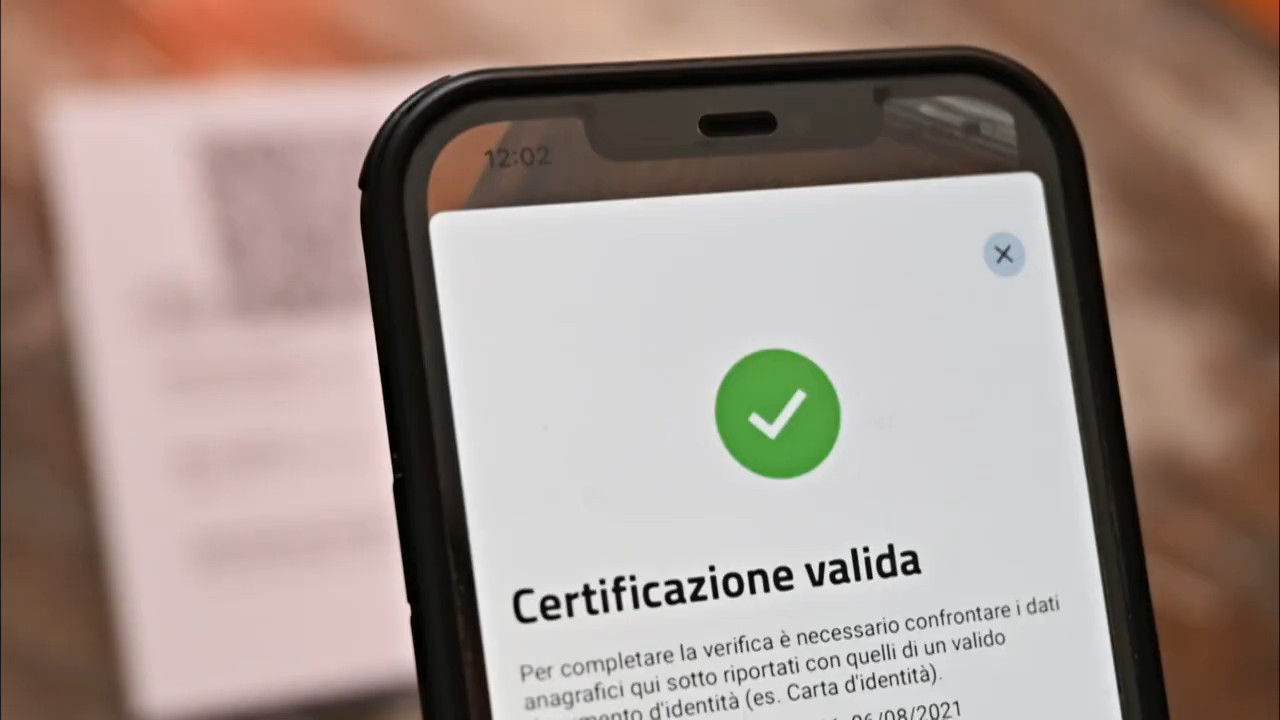 12:02
Certificazione valida
Per completare la verifica è necessario confrontare i dati
anagrafici qui sotto riportati con quelli di un valido
d'identità (es. Carta d'identità).
06/08/2021